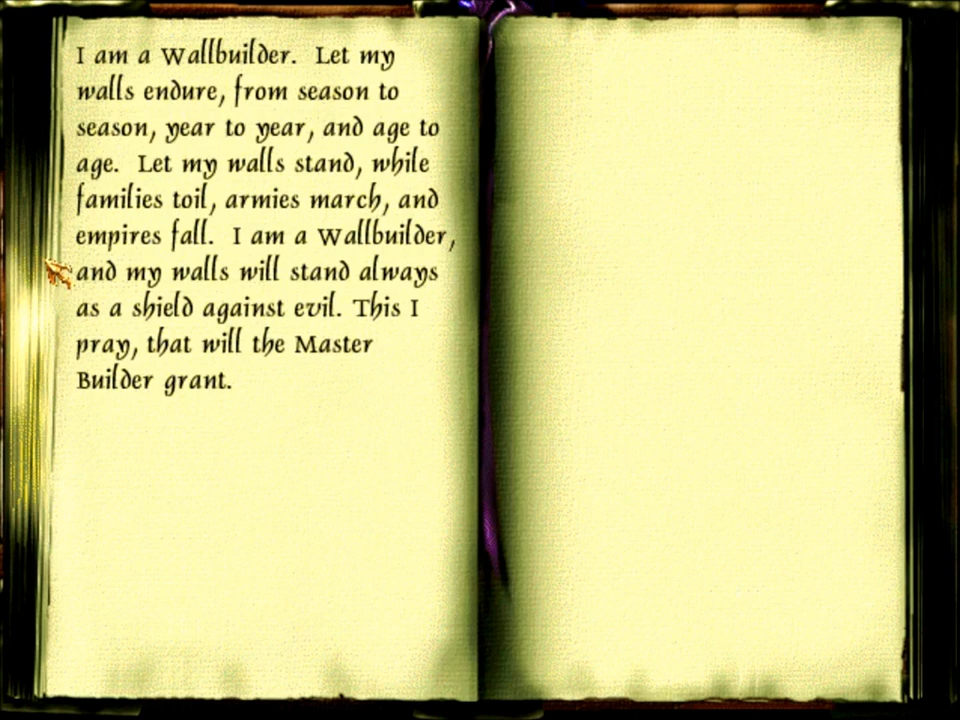 I am a Wallbuilder. Let my
walls endure, from season to
season, year to year, and age to
age. Let my walls stand, while
families toil, armies march, and
empires fall. I am a Wallbuilder,
and my walls will stand always
as a shield against evil. This I
pray, that will the Master
Builder grant.